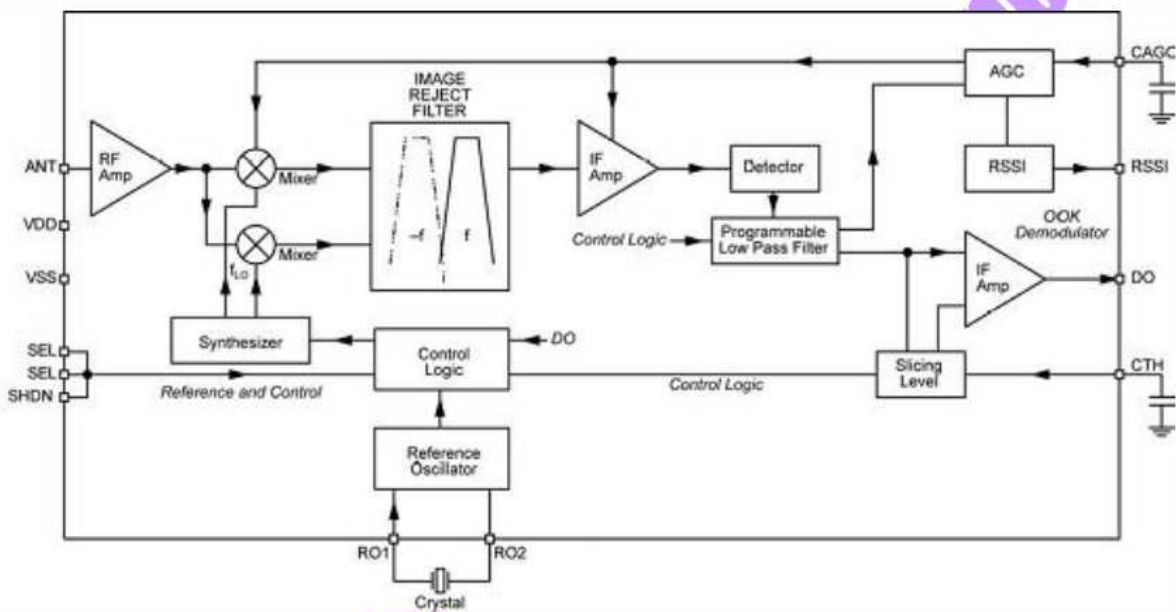 CAGC
AGC
IMAGE
REJECT
FILTER
ANT
RF
Amp
Mixer
IF
Amp
Detector
RSSI
RSSI
VDD
–f
f
Control Logic
Programmable
Low Pass Filter
OOK
Demodulator
Mixer
fLO
VSS
IF
Amp
DO
Synthesizer
DO
Control
Logic
SEL
SEL
SHDN
Reference and Control
Control Logic
Slicing
Level
CTH
Reference
Oscillator
RO1
RO2
Crystal